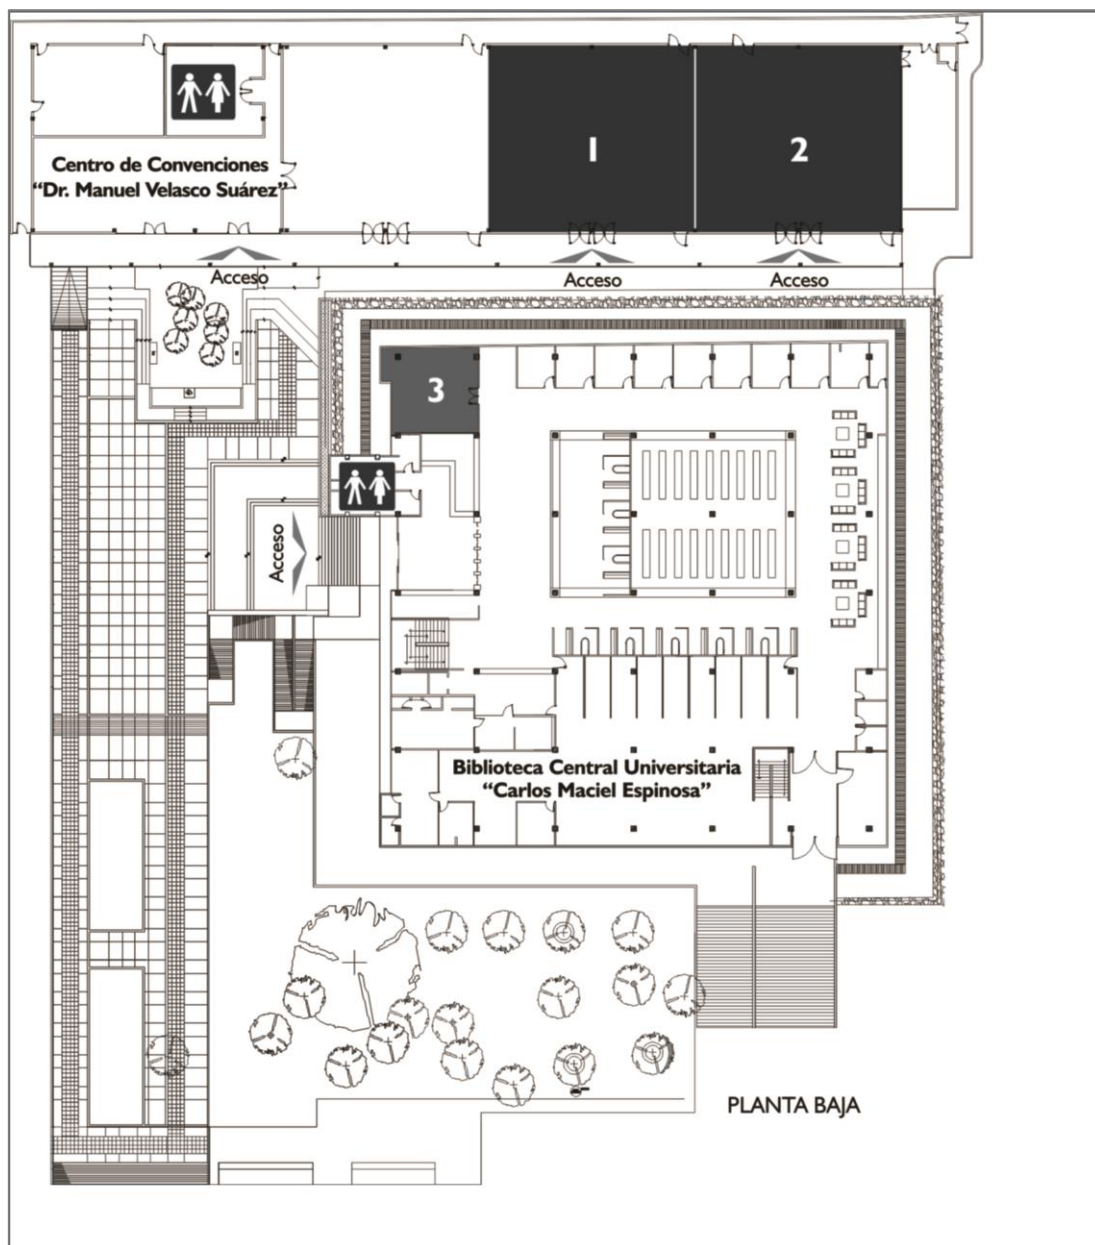 1
2
Centro de Convenciones
“Dr. Manuel Velasco Suárez”
Acceso
Acceso
Acceso
3
Acceso
Biblioteca Central Universitaria
“Carlos Maciel Espinosa”
PLANTA BAJA